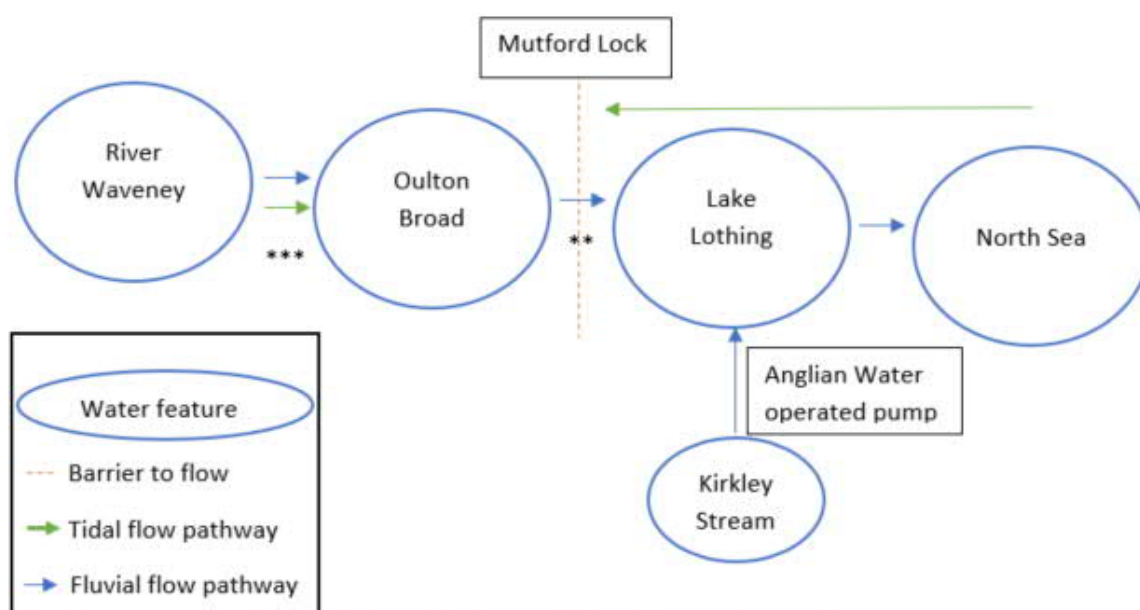 Mutford Lock
River
Waveney
Oulton
Broad
Lake
Lothing
North Sea
***
**
Anglian Water
operated pump
Kirkley
Stream
Water feature
Barrier to flow
Tidal flow pathway
Fluvial flow pathway